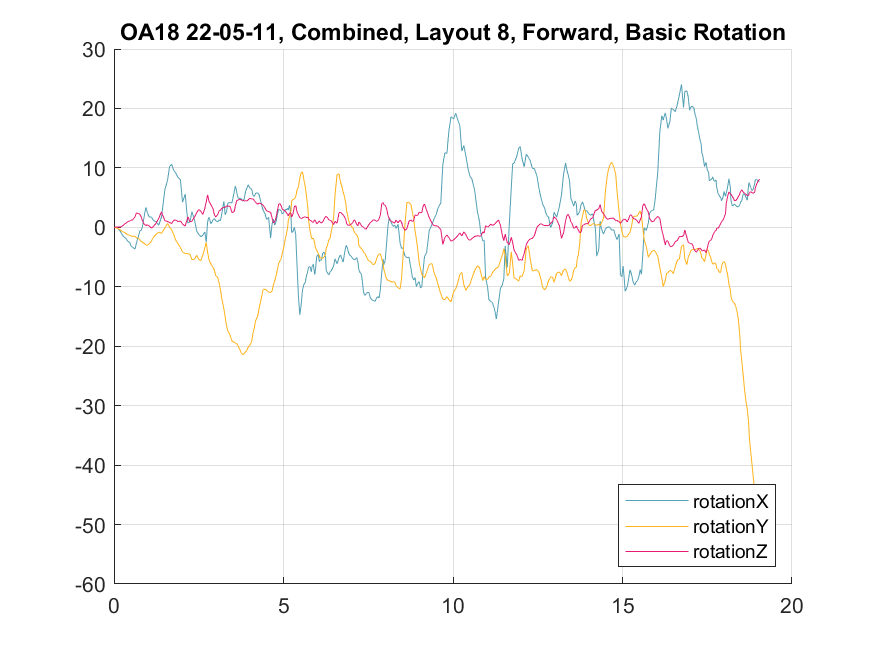 OA18 22-05-11, Combined, Layout 8, Forward, Basic Rotation
30
20
10
0
-10
-20
-30
-40
-50
-60
0 5 10 15 20
rotationX
rotationY
rotationZ